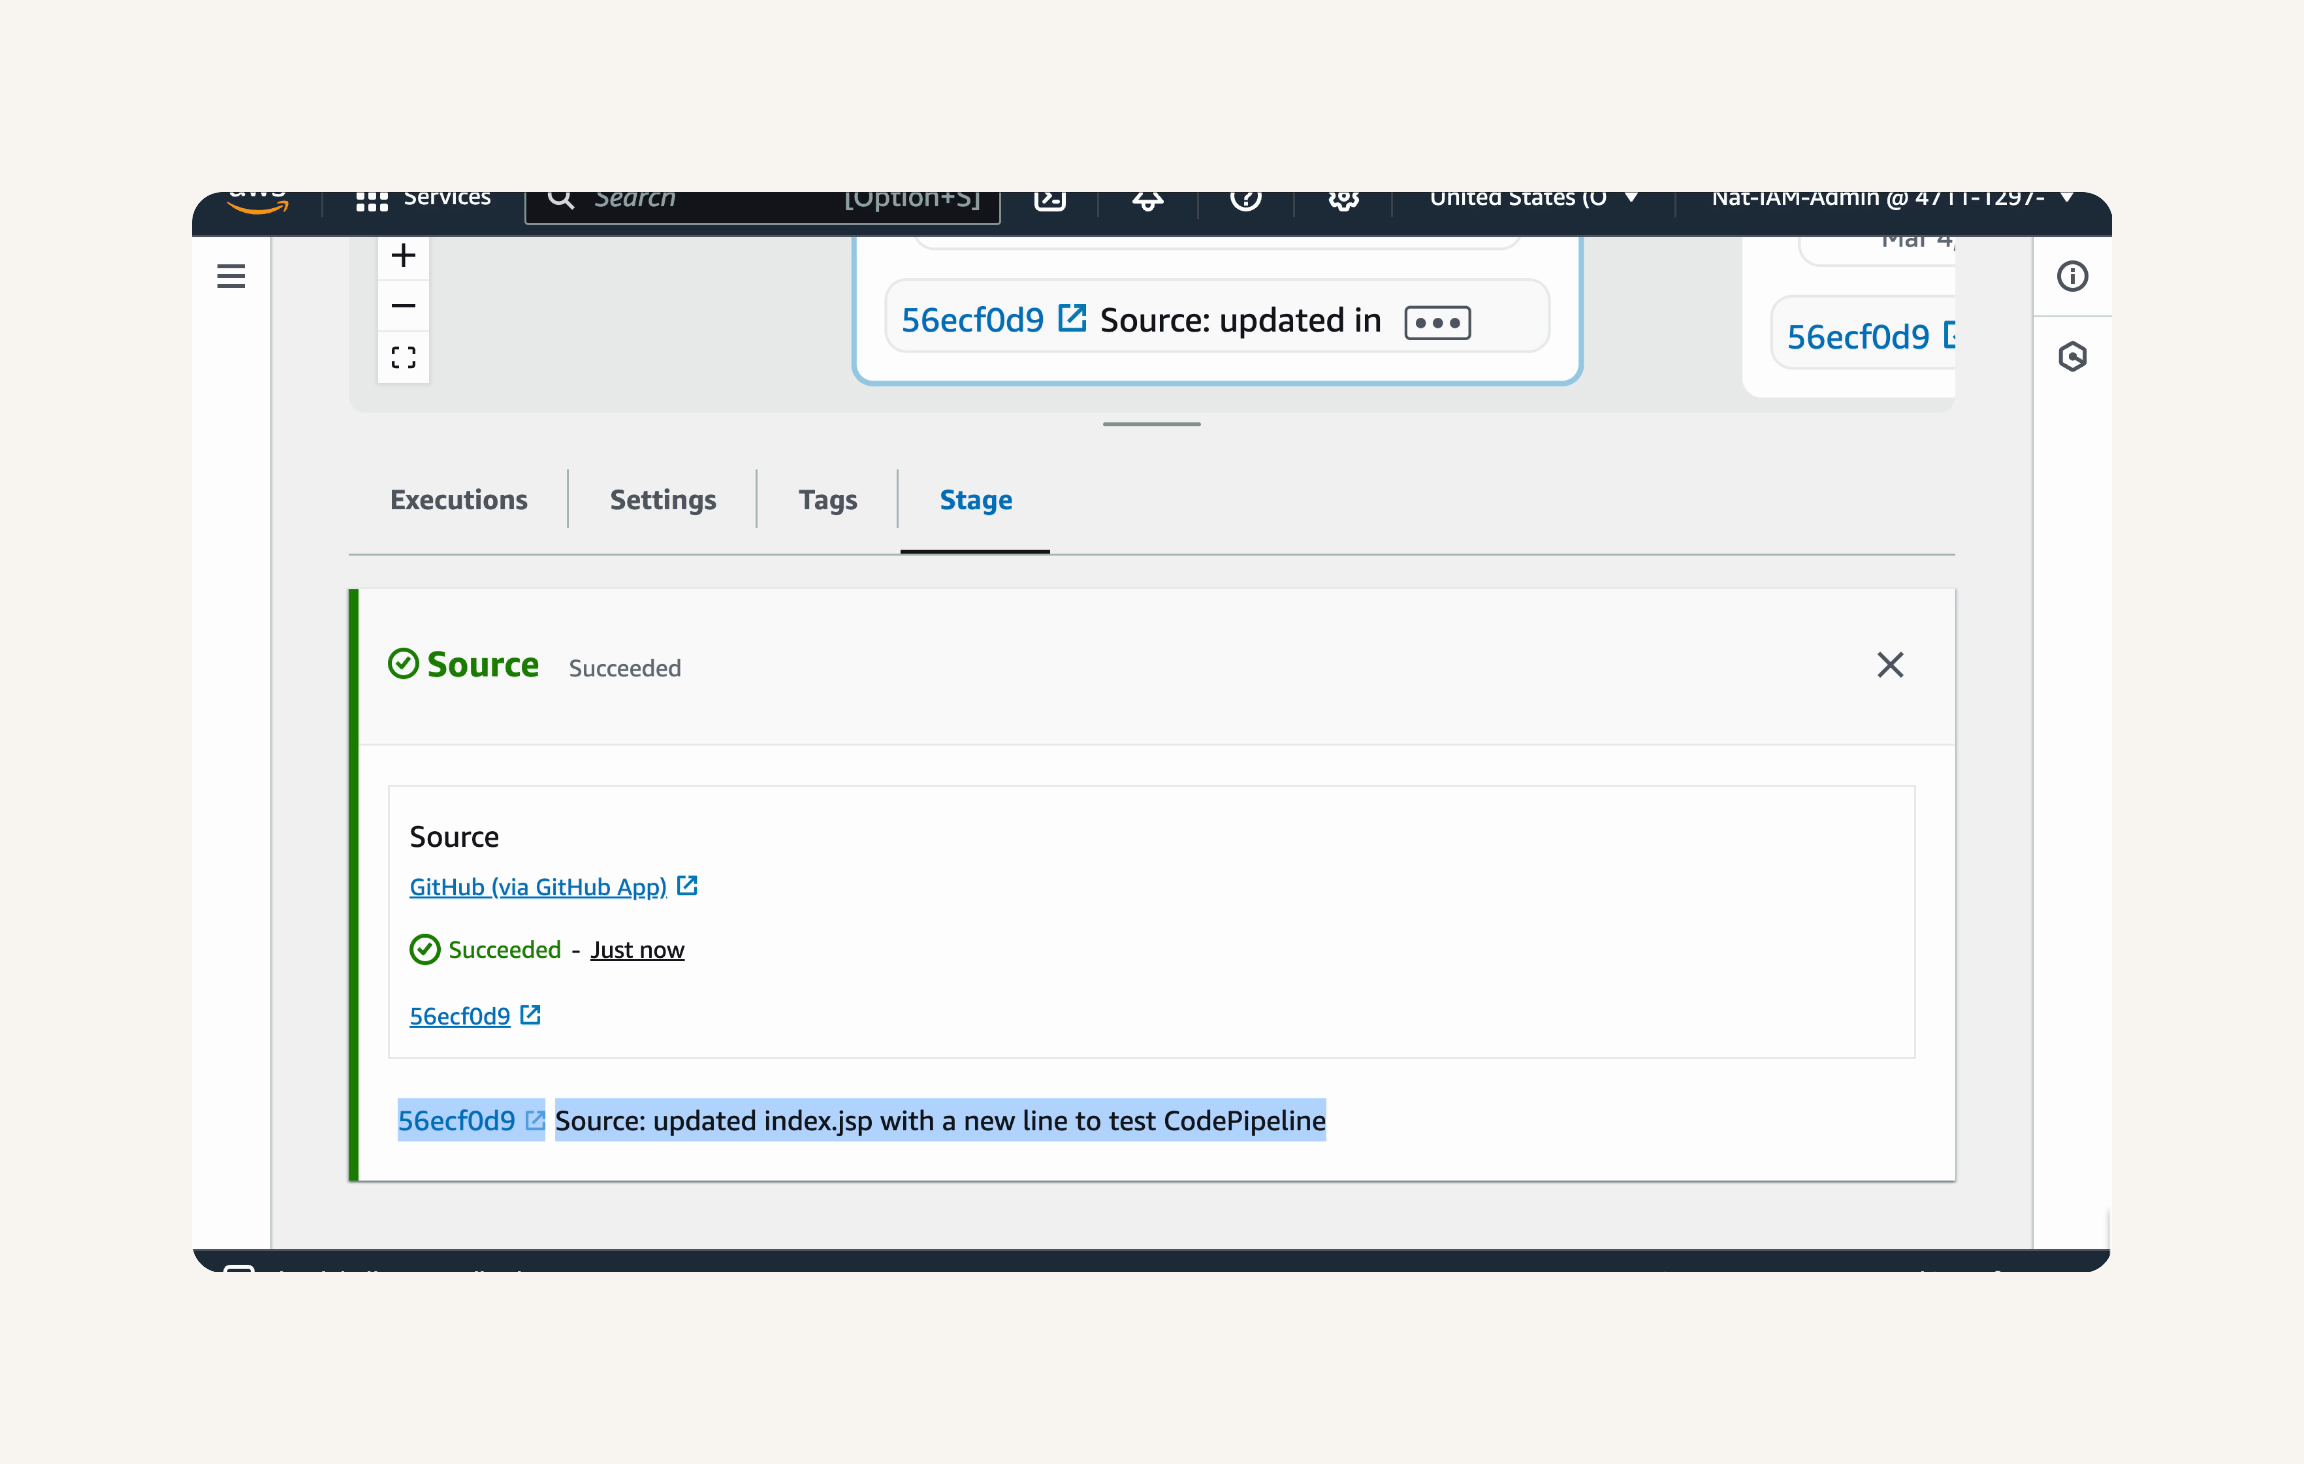 aws Services Search [Option+S] United States (O Nat-IAM-Admin @ 4711-1297-
Mar 4,
56ecf0d9 Source: updated in
56ecf0d9
Executions Settings Tags Stage
Source Succeeded
Source
GitHub (via GitHub App)
Succeeded - Just now
56ecf0d9
56ecf0d9 Source: updated index.jsp with a new line to test CodePipeline